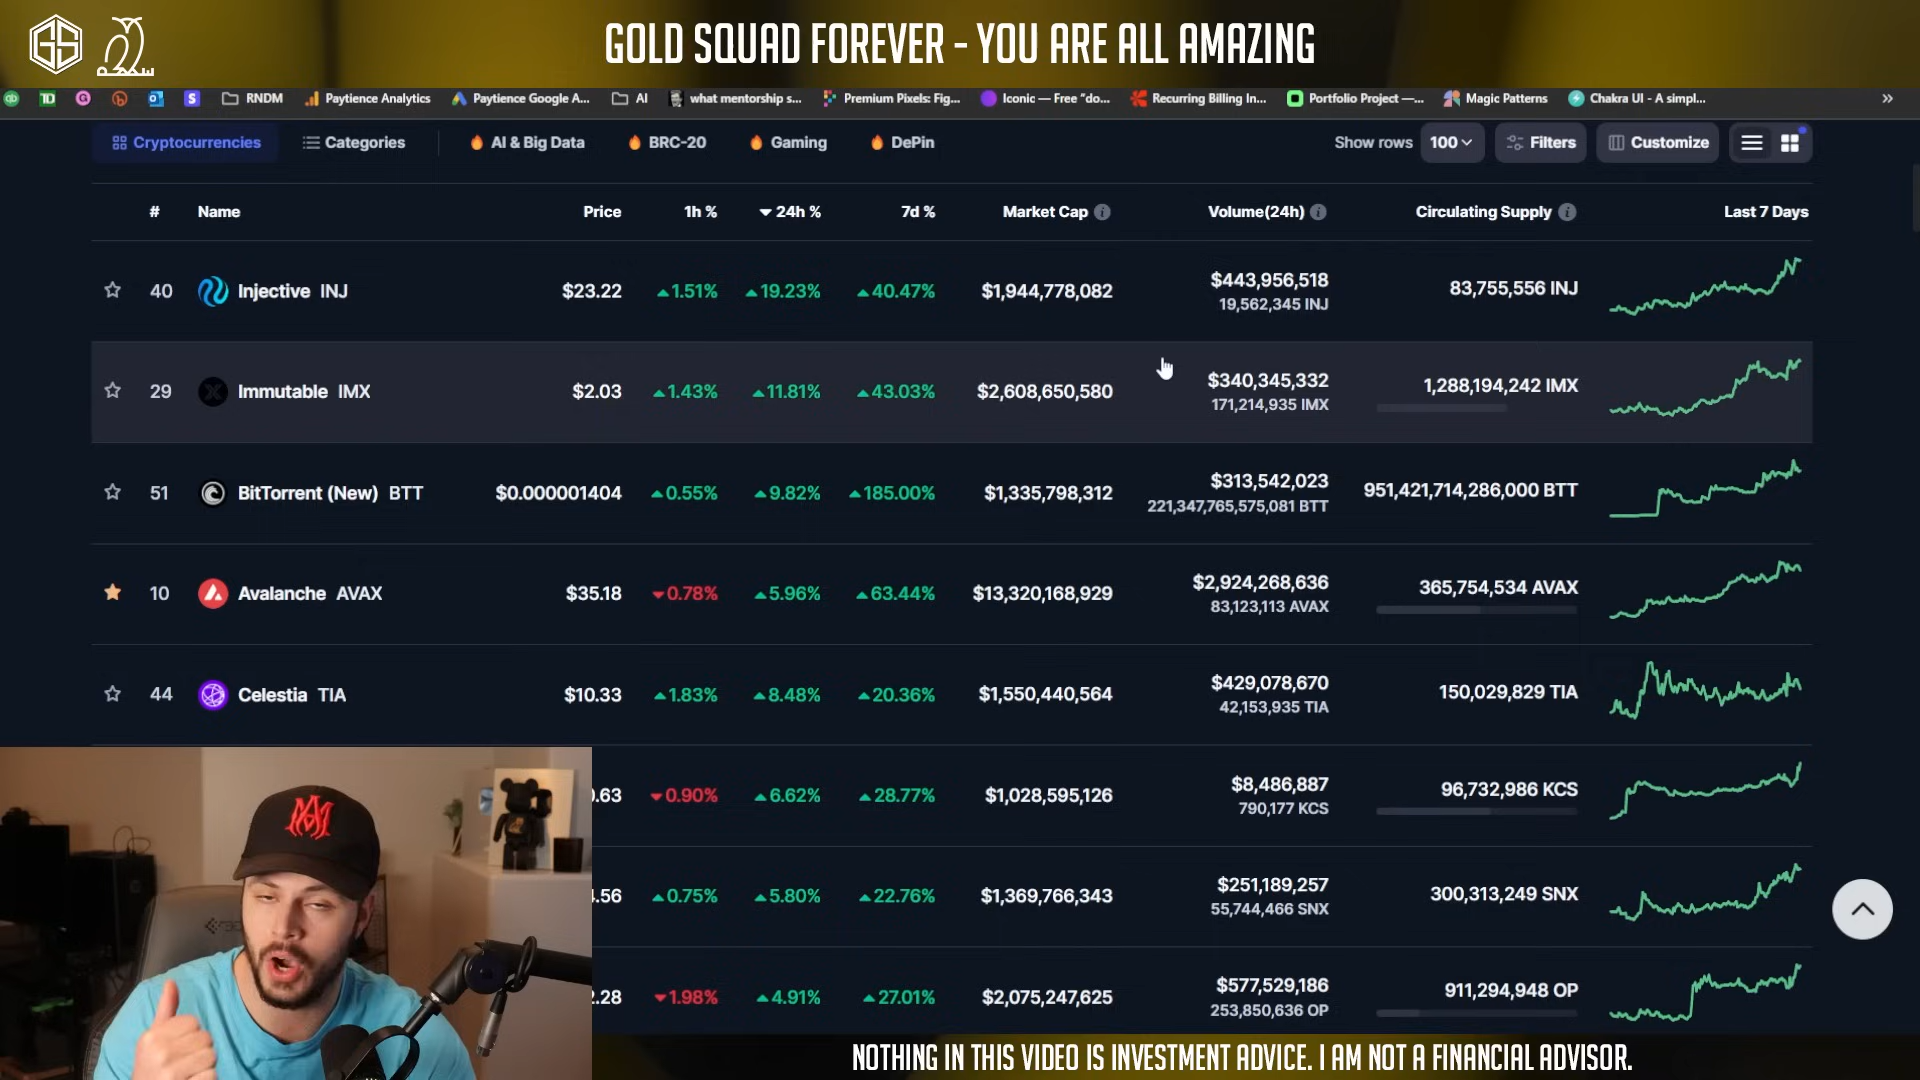 GS
GOLD SQUAD FOREVER - YOU ARE ALL AMAZING
TD RNDM Paytience Analytics Paytience Google A... AI what mentorship s... Premium Pixels: Fig... Iconic — Free "do... Recurring Billing In... Portfolio Project —... Magic Patterns Chakra UI - A simpl... »
Cryptocurrencies Categories AI & Big Data BRC-20 Gaming DePin Show rows 100 Filters Customize
# Name Price 1h % 24h % 7d % Market Cap Volume(24h) Circulating Supply Last 7 Days
40 Injective INJ $23.22 1.51% 19.23% 40.47% $1,944,778,082 $443,956,518 83,755,556 INJ
19,562,345 INJ
29 Immutable IMX $2.03 1.43% 11.81% 43.03% $2,608,650,580 $340,345,332 1,288,194,242 IMX
171,214,935 IMX
51 BitTorrent (New) BTT $0.000001404 0.55% 9.82% 185.00% $1,335,798,312 $313,542,023 951,421,714,286,000 BTT
221,347,765,575,081 BTT
10 Avalanche AVAX $35.18 0.78% 5.96% 63.44% $13,320,168,929 $2,924,268,636 365,754,534 AVAX
83,123,113 AVAX
44 Celestia TIA $10.33 1.83% 8.48% 20.36% $1,550,440,564 $429,078,670 150,029,829 TIA
42,153,935 TIA
.63 0.90% 6.62% 28.77% $1,028,595,126 $8,486,887 96,732,986 KCS
790,177 KCS
.56 0.75% 5.80% 22.76% $1,369,766,343 $251,189,257 300,313,249 SNX
55,744,466 SNX
.28 1.98% 4.91% 27.01% $2,075,247,625 $577,529,186 911,294,948 OP
253,850,636 OP
NOTHING IN THIS VIDEO IS INVESTMENT ADVICE. I AM NOT A FINANCIAL ADVISOR.